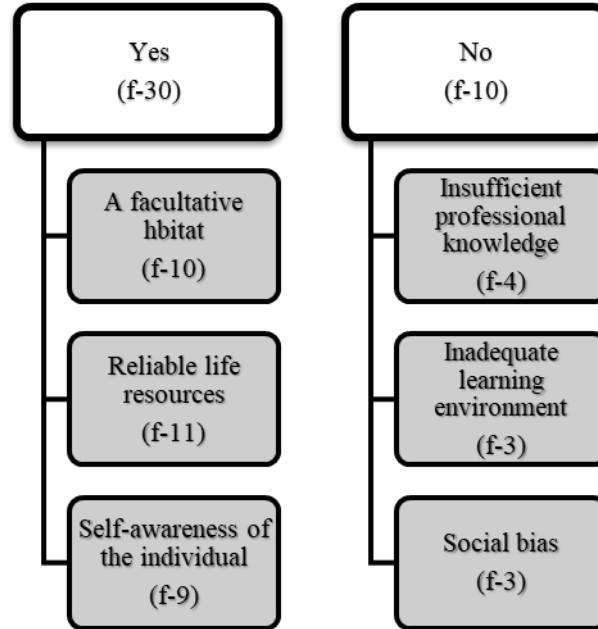 Yes
(f-30)
A facultative
hbitat
(f-10)
Reliable life
resources
(f-11)
Self-awareness of
the individual
(f-9)
No
(f-10)
Insufficient
professional
knowledge
(f-4)
Inadequate
learning
environment
(f-3)
Social bias
(f-3)